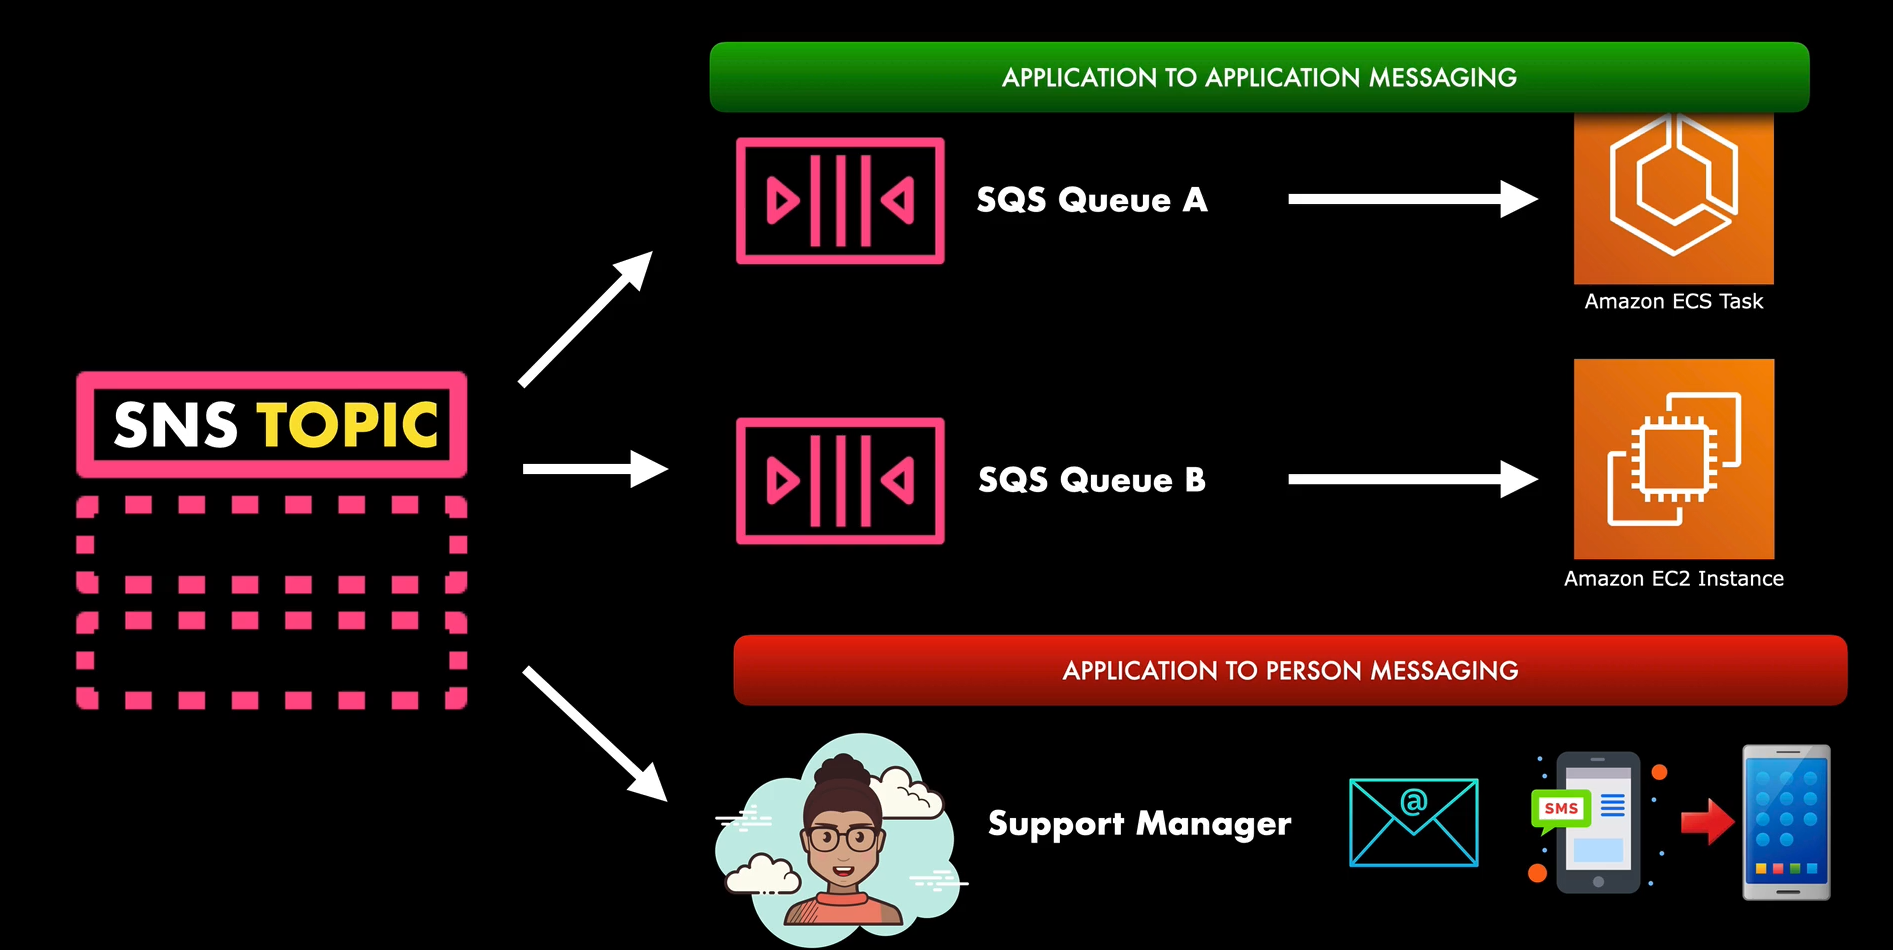 APPLICATION TO APPLICATION MESSAGING
SQS Queue A
Amazon ECS Task
SNS TOPIC
SQS Queue B
Amazon EC2 Instance
APPLICATION TO PERSON MESSAGING
Support Manager
@
SMS